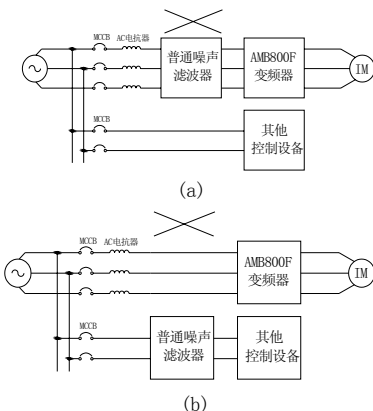 MCCB AC电抗器
普通噪声
滤波器
AMB800F
变频器
IM
MCCB
其他
控制设备
(a)
MCCB AC电抗器
AMB800F
变频器
IM
MCCB
普通噪声
滤波器
其他
控制设备
(b)